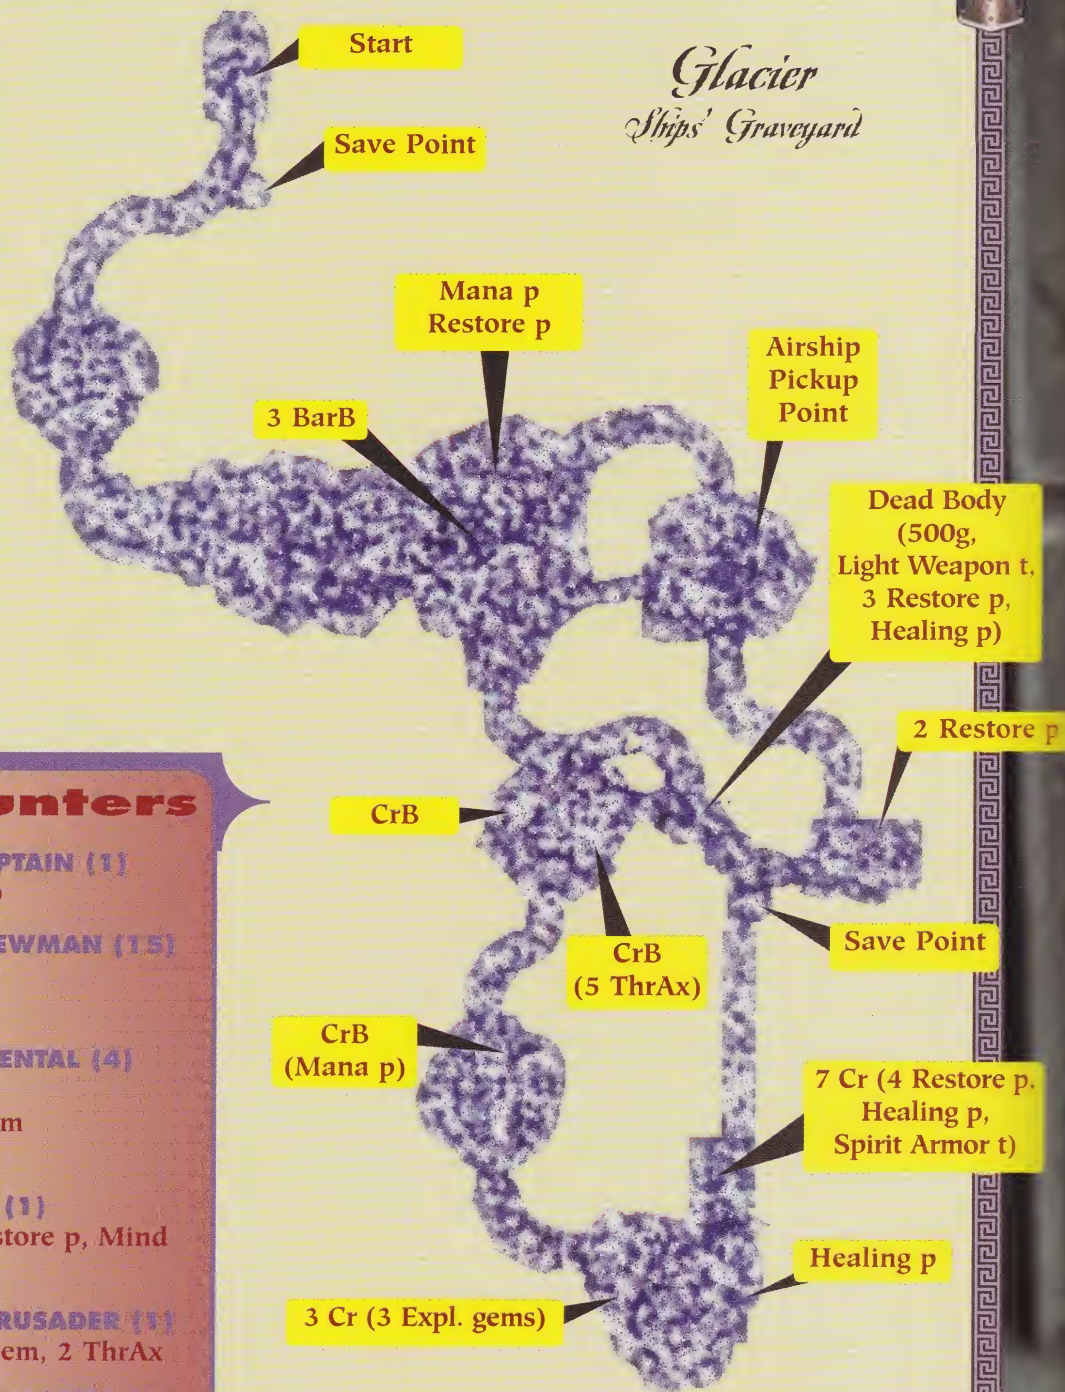 Glacier
Ships' Graveyard
Start
Save Point
Mana p
Restore p
Airship
Pickup
Point
3 BarB
Dead Body
(500g,
Light Weapon t,
3 Restore p,
Healing p)
2 Restore p
CrB
CrB
(5 ThrAx)
Save Point
CrB
(Mana p)
7 Cr (4 Restore p,
Healing p,
Spirit Armor t)
Healing p
3 Cr (3 Expl. gems)
unters
PTAIN (1)
EWMAN (15)
ENTAL (4)
m
(1)
store p, Mind
RUSADER (1)
em, 2 ThrAx